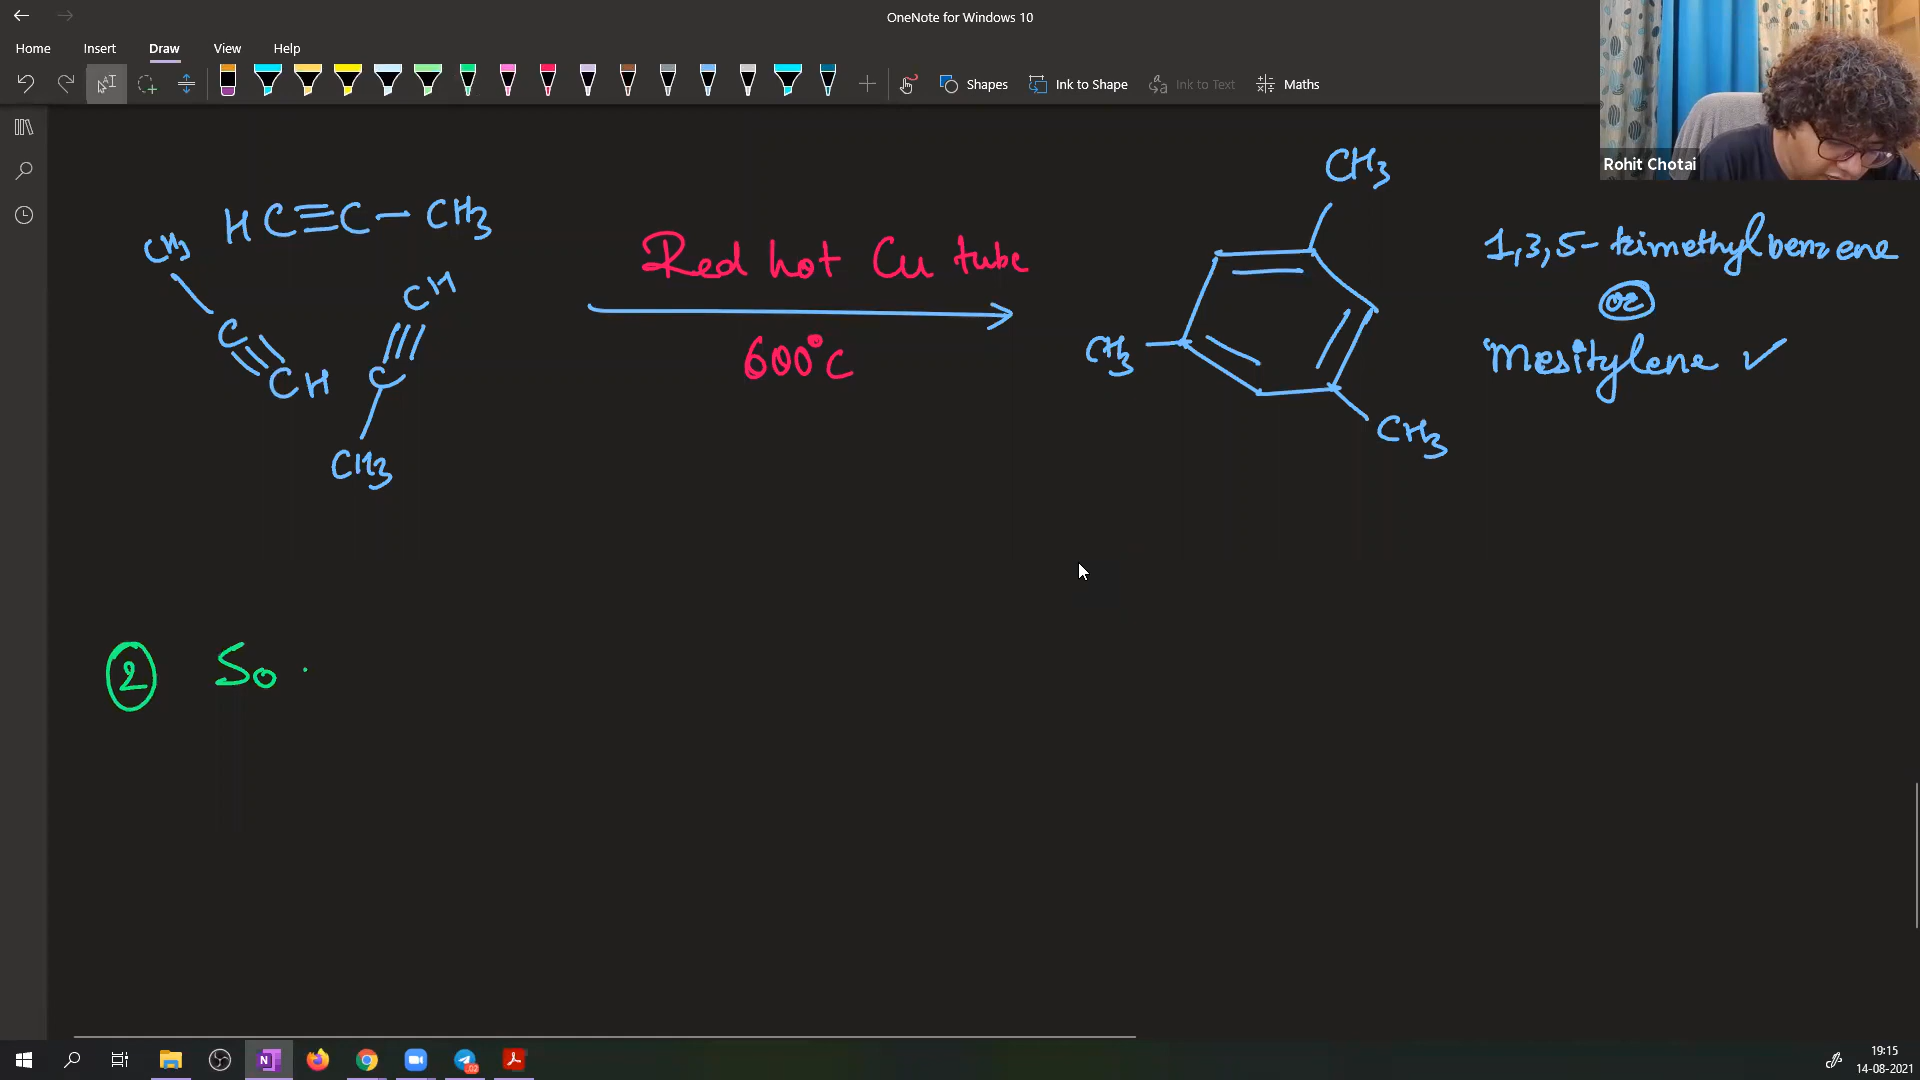 OneNote for Windows 10
Home Insert Draw View Help
Shapes Ink to Shape Ink to Text Maths
Rohit Chotai
HC≡C-CH3
CH3
C≡CH
CH
C
CH3
Red hot Cu tube
600°C
CH3
CH3
CH3
1,3,5-trimethylbenzene
or
Mesitylene ✓
② So
19:15
14-08-2021